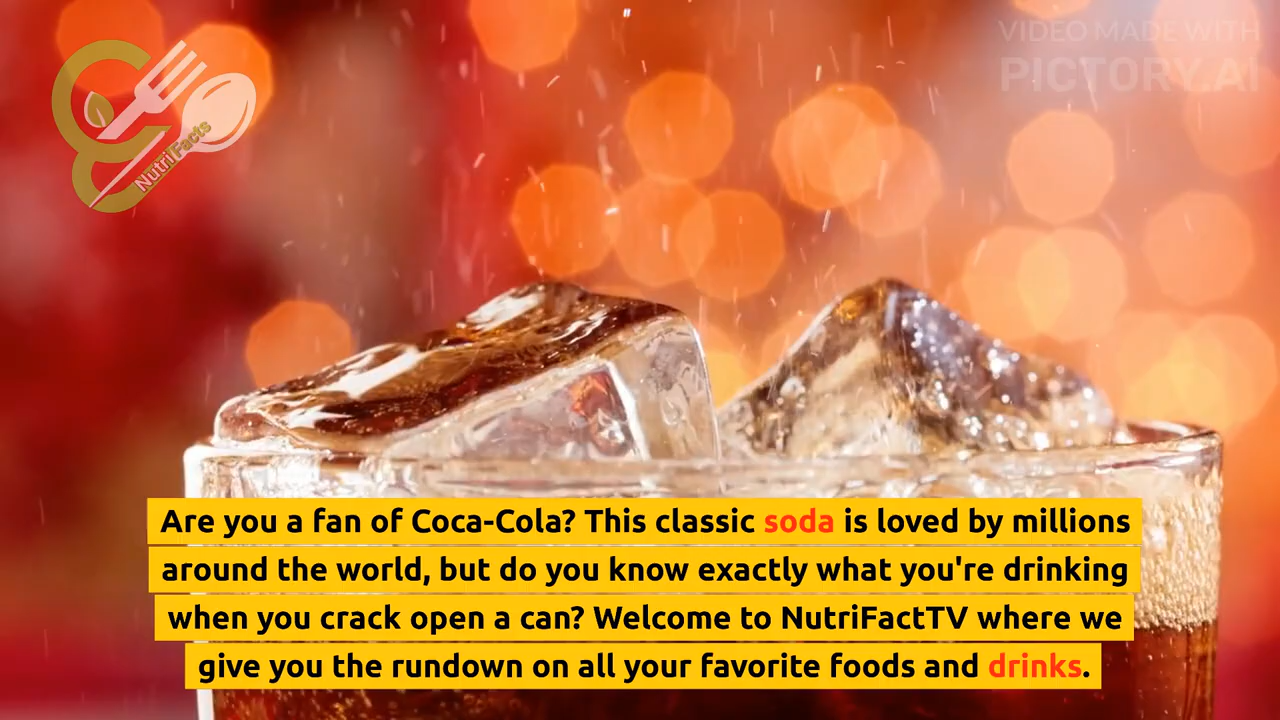 VIDEO MADE WITH
PICTORY.AI
Nutri Facts
Are you a fan of Coca-Cola? This classic soda is loved by millions
around the world, but do you know exactly what you're drinking
when you crack open a can? Welcome to NutriFactTV where we
give you the rundown on all your favorite foods and drinks.